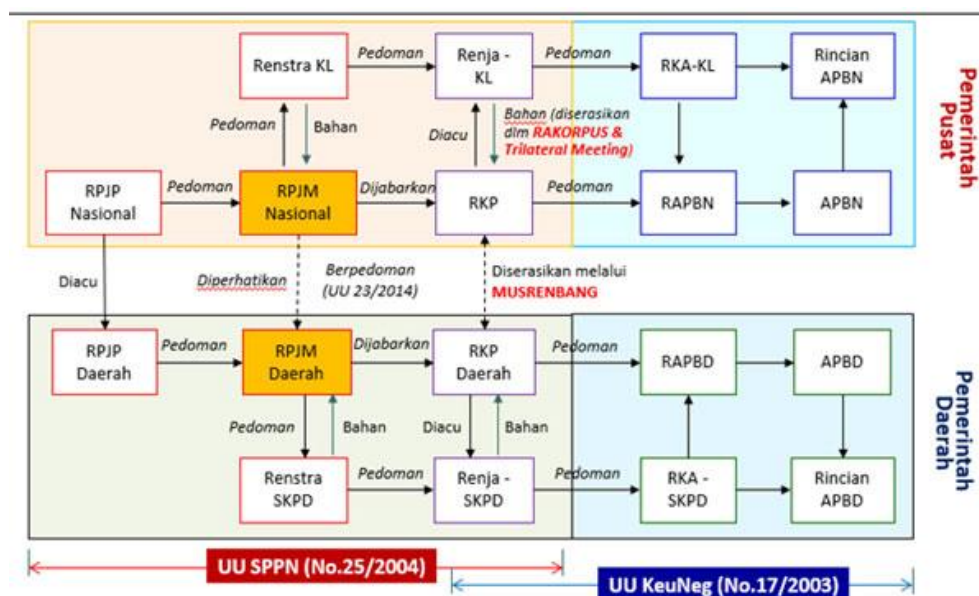 Renstra KL
Pedoman
Renja -
KL
Pedoman
RKA-KL
Rincian
APBN
Pedoman
Bahan
Diacu
Bahan (diserasikan
dlm RAKORPUS &
Trilateral Meeting)
RPJP
Nasional
Pedoman
RPJM
Nasional
Dijabarkan
RKP
Pedoman
RAPBN
APBN
Pemerintah
Pusat
Diacu
Diperhatikan
Berpedoman
(UU 23/2014)
Diserasikan melalui
MUSRENBANG
RPJP
Daerah
Pedoman
RPJM
Daerah
Dijabarkan
RKP
Daerah
Pedoman
RAPBD
APBD
Pedoman
Bahan
Diacu
Bahan
Renstra
SKPD
Pedoman
Renja -
SKPD
Pedoman
RKA -
SKPD
Rincian
APBD
Pemerintah
Daerah
UU SPPN (No.25/2004)
UU KeuNeg (No.17/2003)